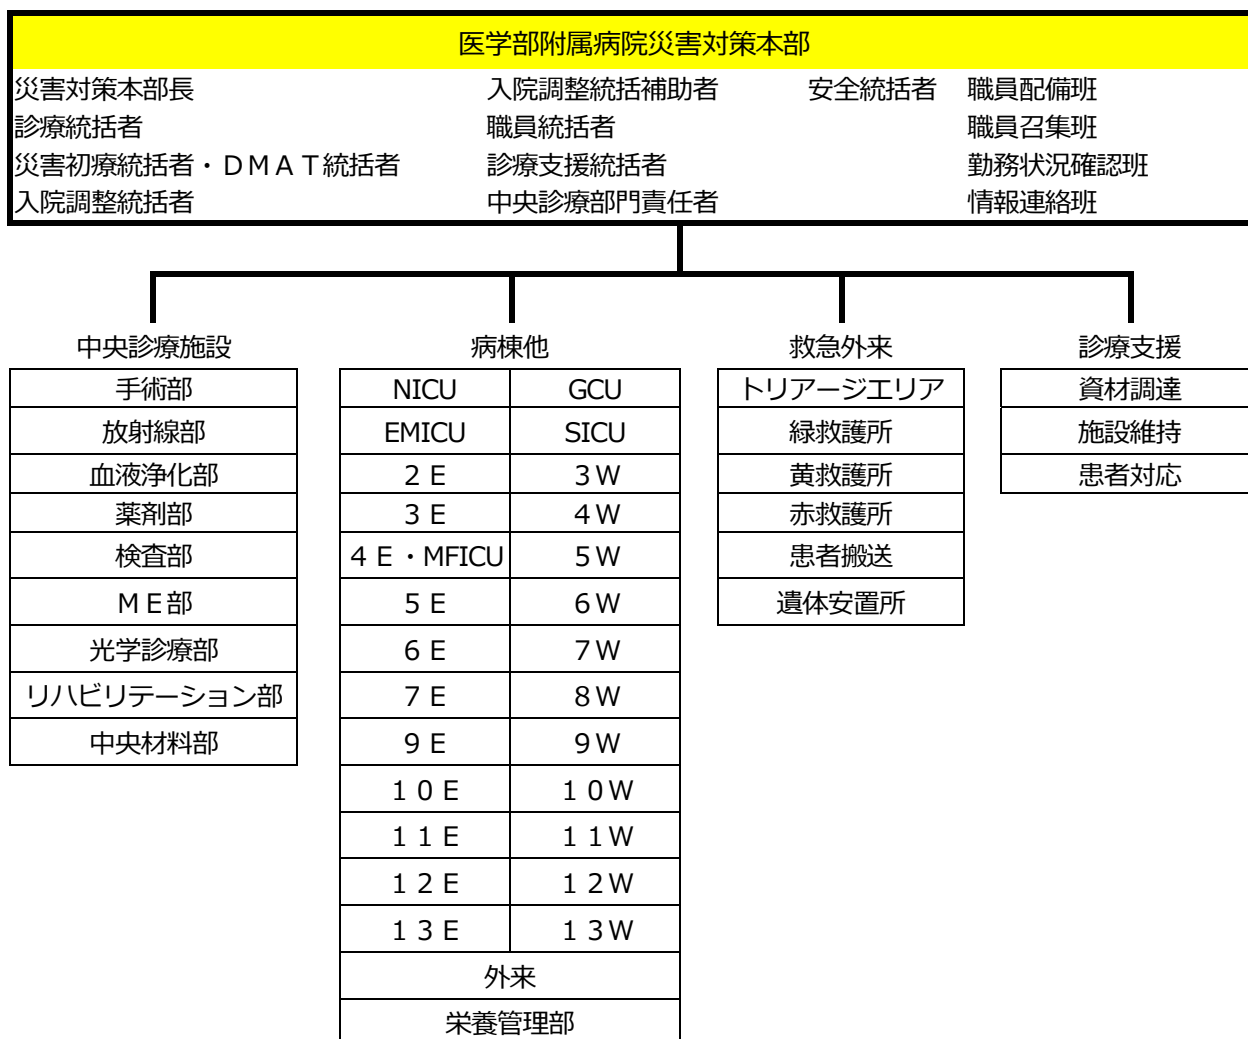 医学部附属病院災害対策本部
災害対策本部長 入院調整統括補助者 安全統括者 職員配備班
診療統括者 職員統括者 職員召集班
災害初療統括者・ＤＭＡＴ統括者 診療支援統括者 勤務状況確認班
入院調整統括者 中央診療部門責任者 情報連絡班
中央診療施設 病棟他 救急外来 診療支援
手術部 NICU GCU トリアージエリア 資材調達
放射線部 EMICU SICU 緑救護所 施設維持
血液浄化部 ２Ｅ ３Ｗ 黄救護所 患者対応
薬剤部 ３Ｅ ４Ｗ 赤救護所
検査部 ４Ｅ・MFICU ５Ｗ 患者搬送
ＭＥ部 ５Ｅ ６Ｗ 遺体安置所
光学診療部 ６Ｅ ７Ｗ
リハビリテーション部 ７Ｅ ８Ｗ
中央材料部 ９Ｅ ９Ｗ
１０Ｅ １０Ｗ
１１Ｅ １１Ｗ
１２Ｅ １２Ｗ
１３Ｅ １３Ｗ
外来
栄養管理部